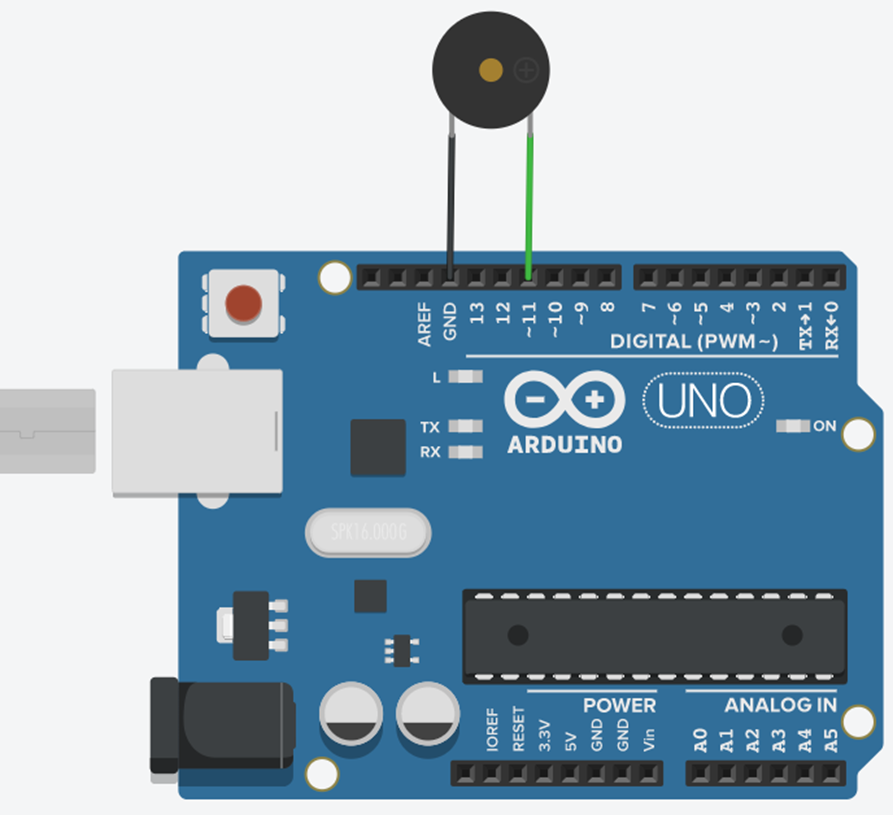 AREF
GND
13
12
~11
~10
~9
8
7
~6
~5
4
~3
2
TX→1
RX←0
DIGITAL (PWM~)
L
TX
RX
ARDUINO
UNO
ON
SPK16.000G
POWER
ANALOG IN
IOREF
RESET
3.3V
5V
GND
GND
Vin
A0
A1
A2
A3
A4
A5